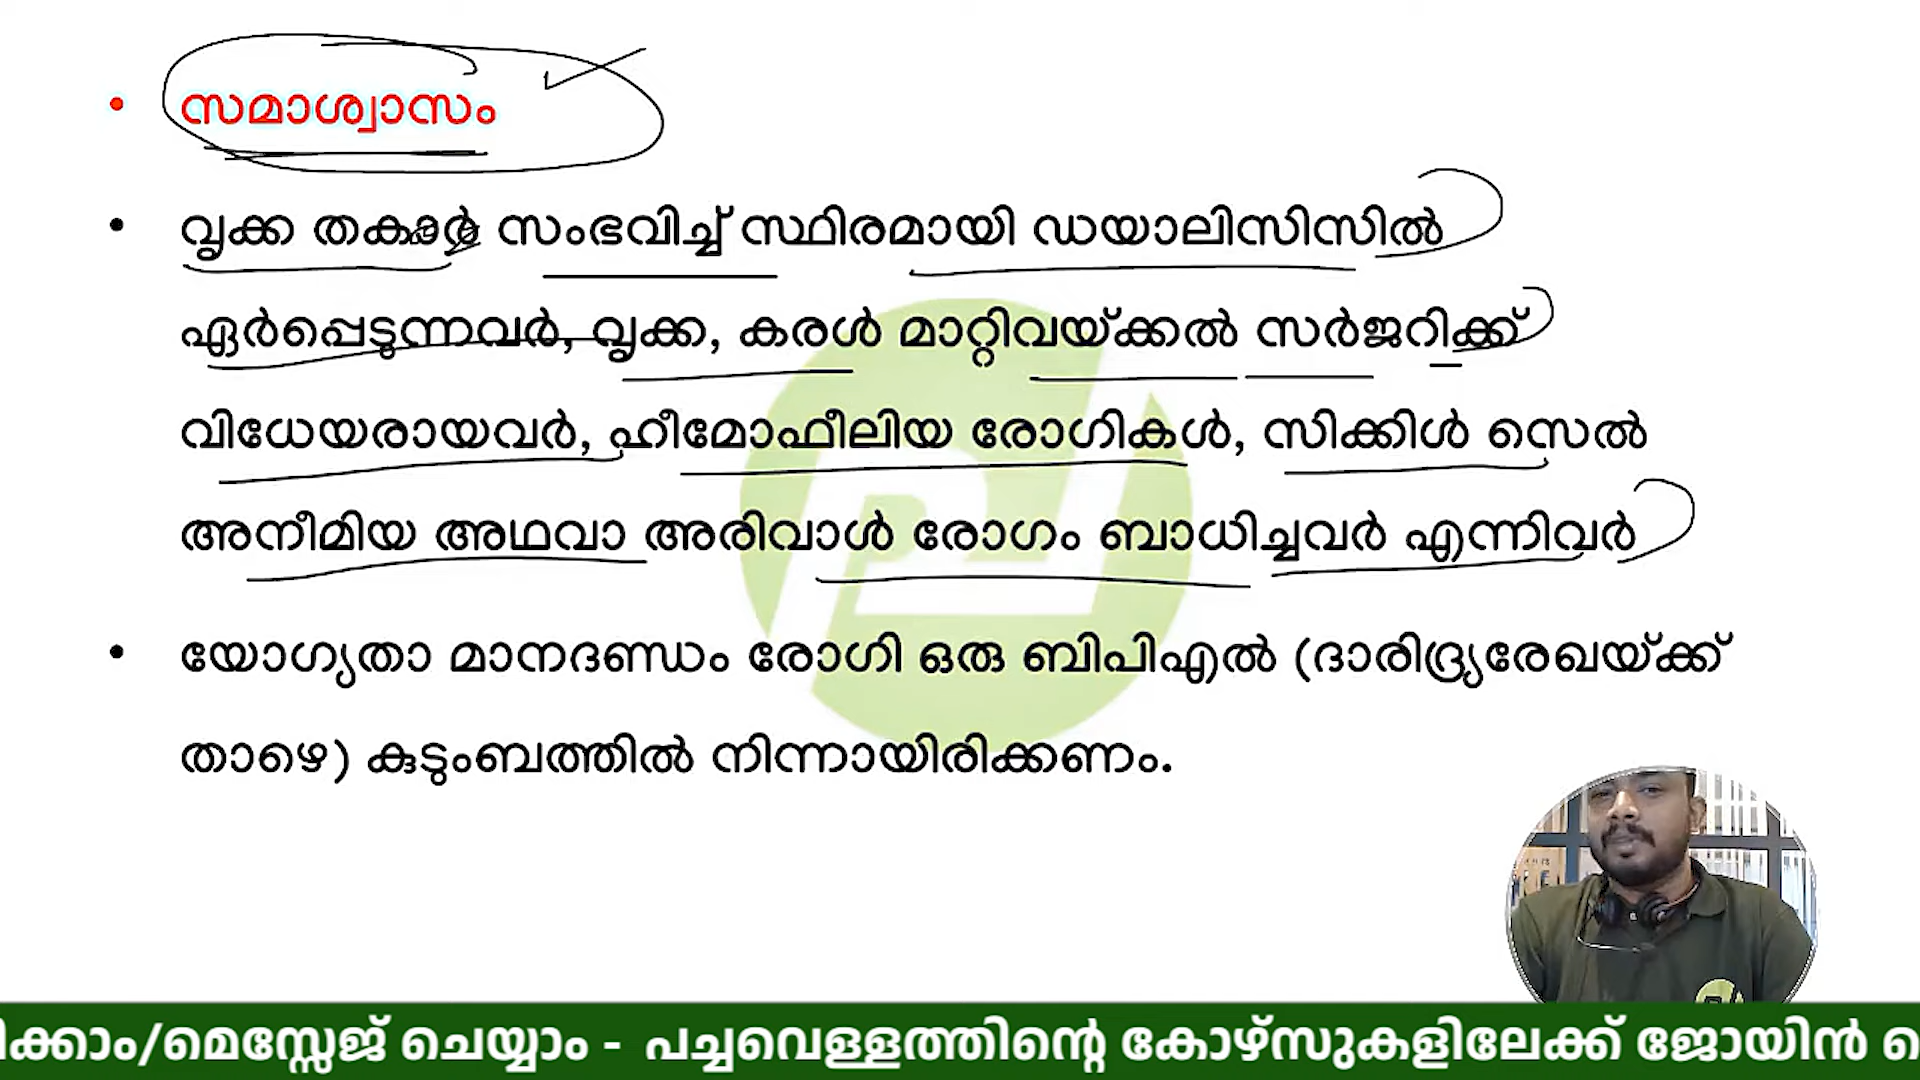 സമാശ്വാസം
വൃക്ക തകരാർ സംഭവിച്ച് സ്ഥിരമായി ഡയാലിസിസിൽ
ഏർപ്പെടുന്നവർ, വൃക്ക, കരൾ മാറ്റിവയ്ക്കൽ സർജറിക്ക്
വിധേയരായവർ, ഹീമോഫീലിയ രോഗികൾ, സിക്കിൾ സെൽ
അനീമിയ അഥവാ അരിവാൾ രോഗം ബാധിച്ചവർ എന്നിവർ
യോഗ്യതാ മാനദണ്ഡം രോഗി ഒരു ബിപിഎൽ (ദാരിദ്ര്യരേഖയ്ക്ക്
താഴെ) കുടുംബത്തിൽ നിന്നായിരിക്കണം.
ിക്കാം/മെസ്സേജ് ചെയ്യാം - പച്ചവെള്ളത്തിന്റെ കോഴ്സുകളിലേക്ക് ജോയിൻ